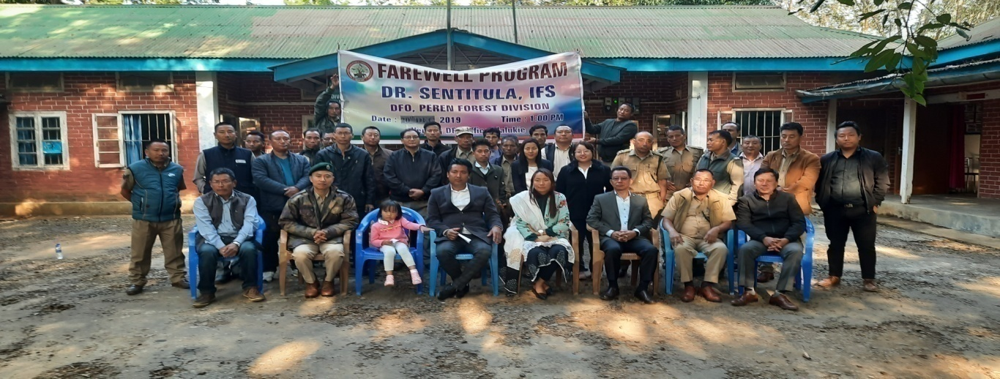 FAREWELL PROGRAM
DR. SENTITULA, IFS
DFO, PEREN FOREST DIVISION
Date : 2019 Time : 1:00 PM